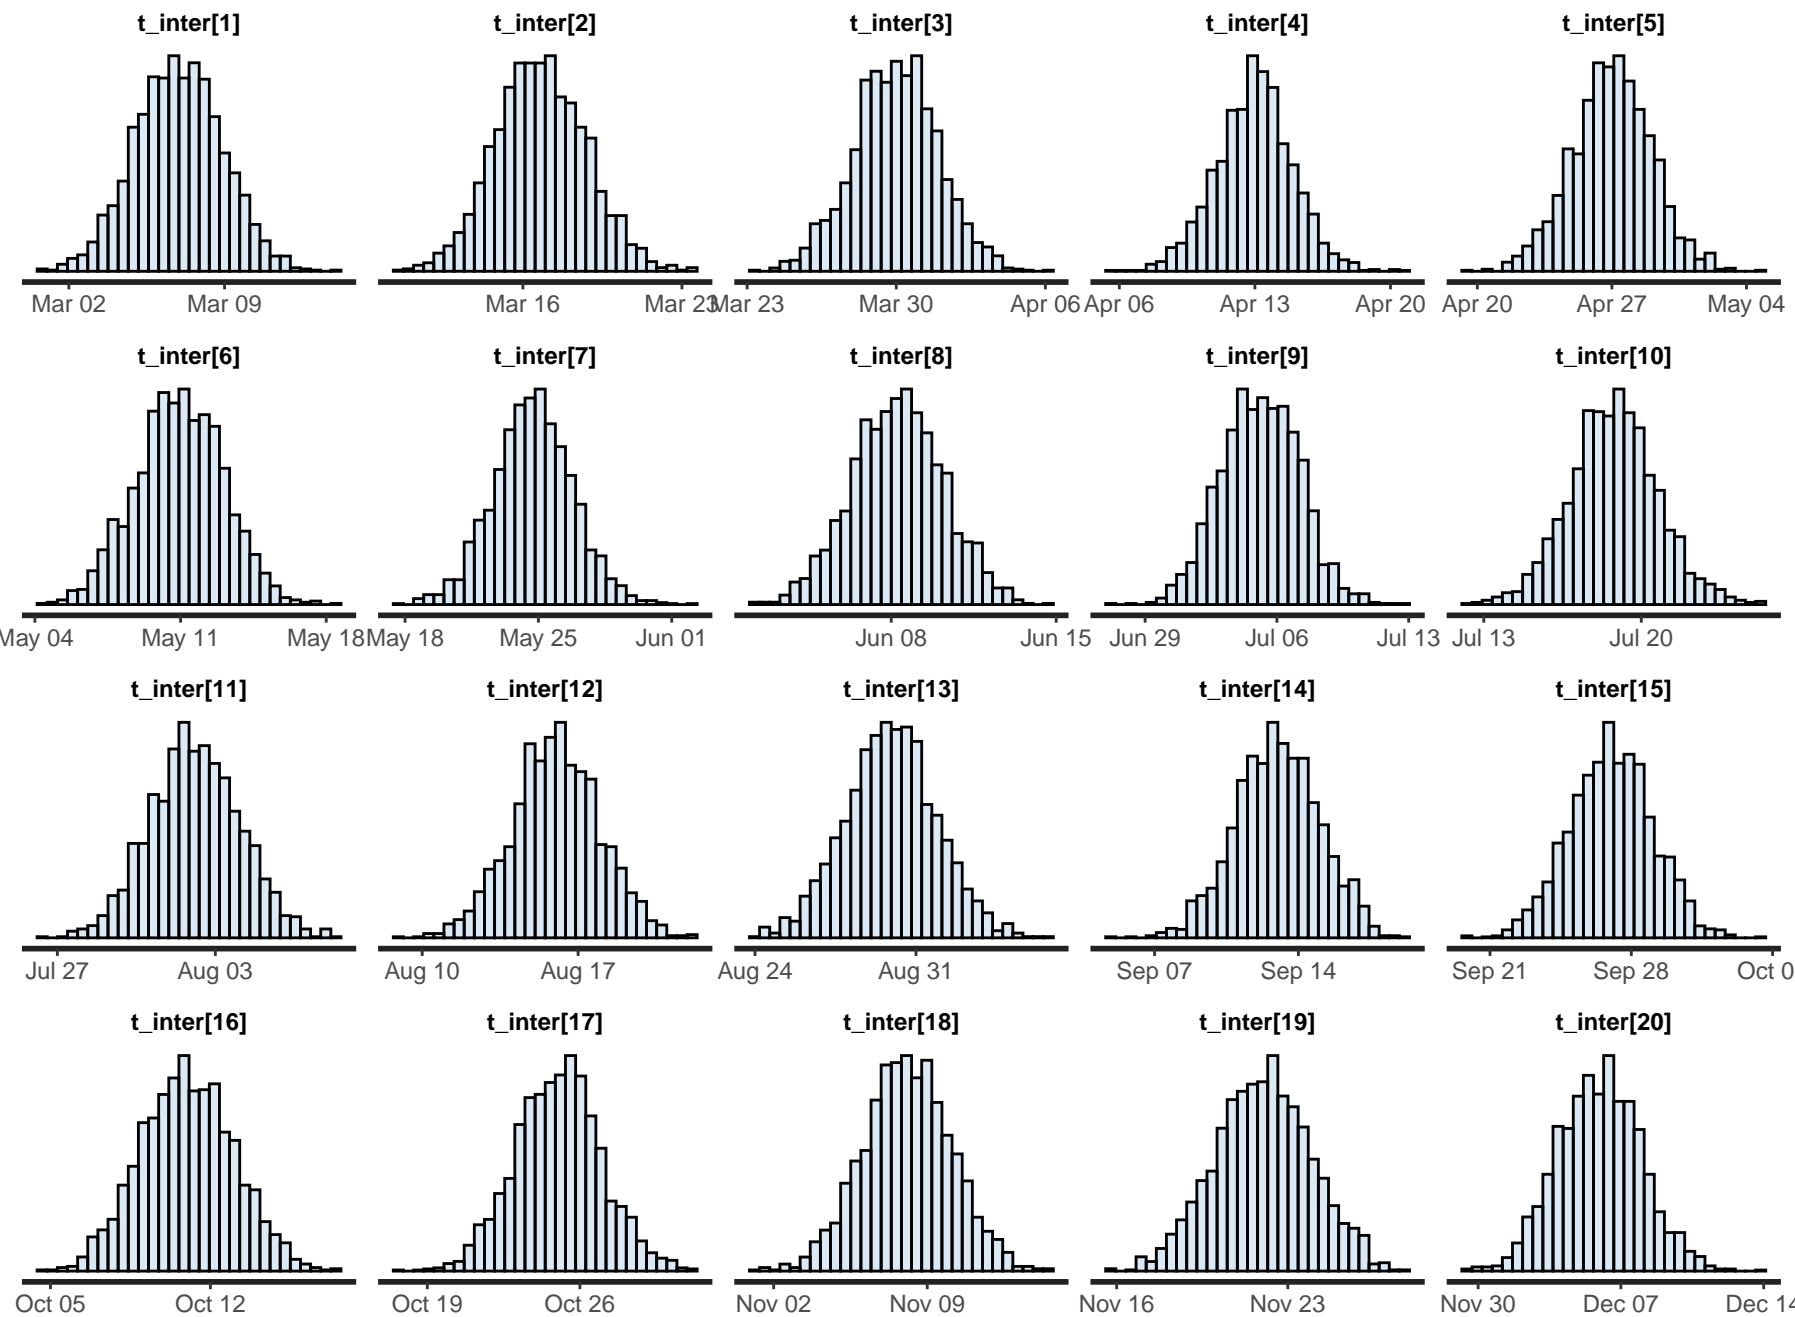 t_inter[1] t_inter[2] t_inter[3] t_inter[4] t_inter[5]
Mar 02 Mar 09 Mar 16 Mar 23 Mar 23 Mar 30 Apr 06 Apr 06 Apr 13 Apr 20 Apr 20 Apr 27 May 04
t_inter[6] t_inter[7] t_inter[8] t_inter[9] t_inter[10]
May 04 May 11 May 18 May 18 May 25 Jun 01 Jun 08 Jun 15 Jun 29 Jul 06 Jul 13 Jul 13 Jul 20
t_inter[11] t_inter[12] t_inter[13] t_inter[14] t_inter[15]
Jul 27 Aug 03 Aug 10 Aug 17 Aug 24 Aug 31 Sep 07 Sep 14 Sep 21 Sep 28 Oct 0
t_inter[16] t_inter[17] t_inter[18] t_inter[19] t_inter[20]
Oct 05 Oct 12 Oct 19 Oct 26 Nov 02 Nov 09 Nov 16 Nov 23 Nov 30 Dec 07 Dec 14